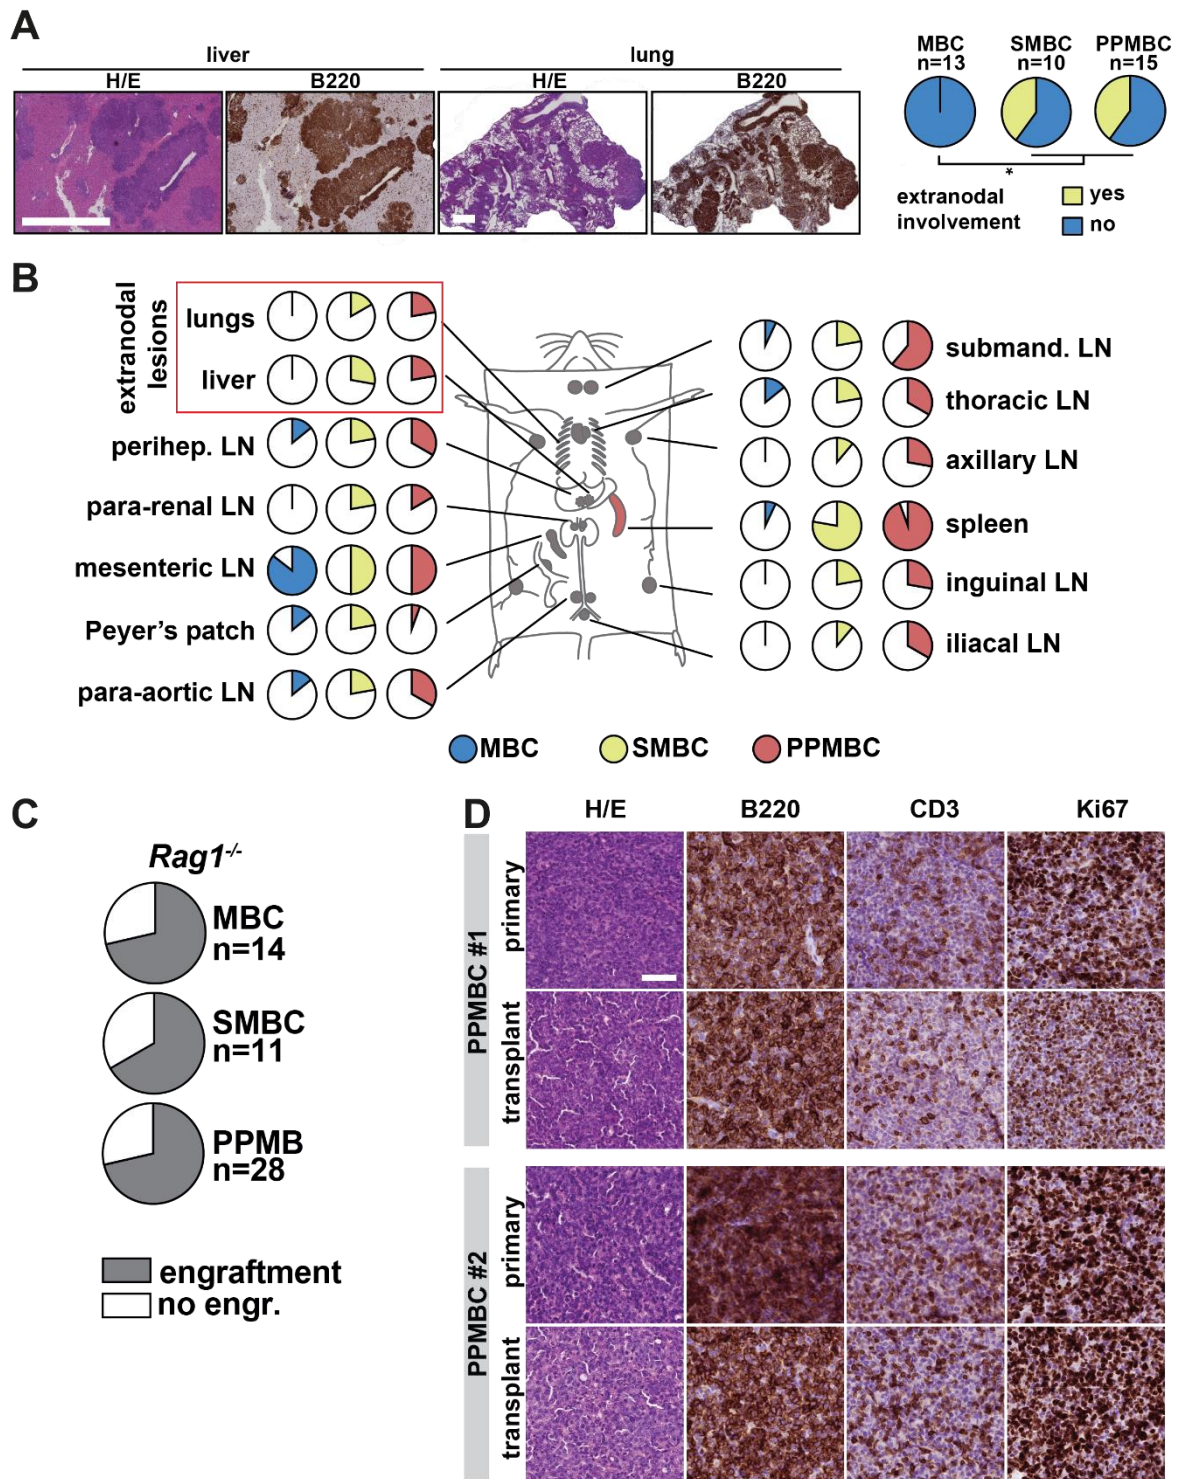 A
liver
lung
H/E
B220
H/E
B220
MBC
n=13
SMBC
n=10
PPMBC
n=15
*
extranodal
involvement
yes
no
B
extranodal
lesions
lungs
liver
perihep. LN
para-renal LN
mesenteric LN
Peyer's patch
para-aortic LN
submand. LN
thoracic LN
axillary LN
spleen
inguinal LN
iliacal LN
MBC
SMBC
PPMBC
C
Rag1-/-
MBC
n=14
SMBC
n=11
PPMB
n=28
engraftment
no engr.
D
H/E
B220
CD3
Ki67
PPMBC #1
primary
transplant
PPMBC #2
primary
transplant